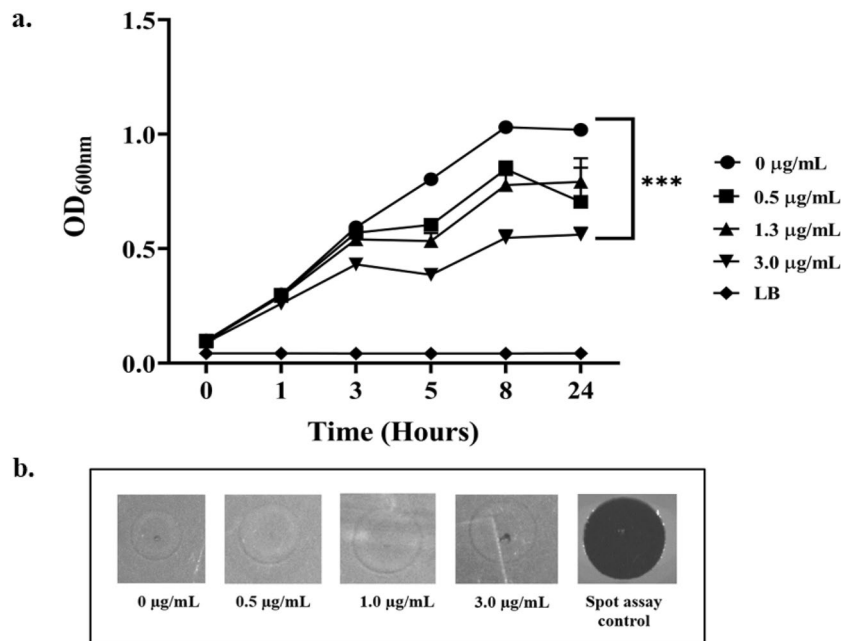 a.
1.5
1.0
0.5
0.0
OD600nm
0 1 3 5 8 24
Time (Hours)
***
0 µg/mL
0.5 µg/mL
1.3 µg/mL
3.0 µg/mL
LB
b.
0 µg/mL 0.5 µg/mL 1.0 µg/mL 3.0 µg/mL Spot assay
control